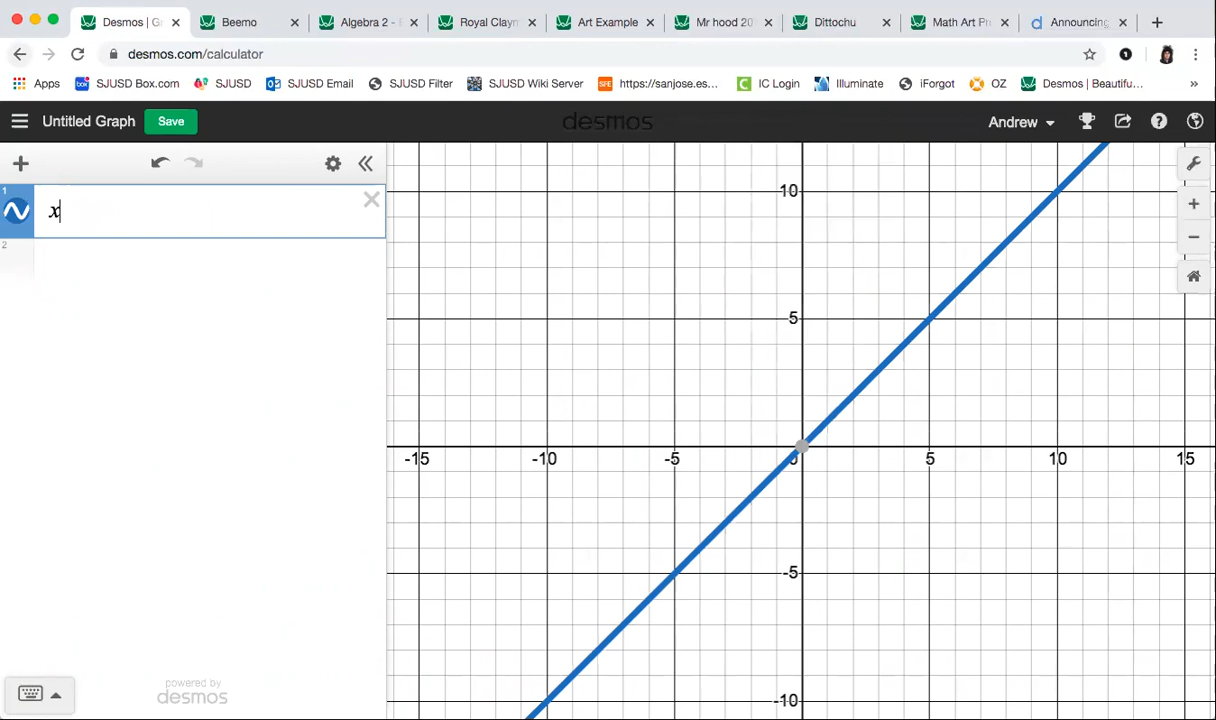 Desmos | G
Beemo
Algebra 2 -
Royal Claym
Art Example
Mr hood 20
Dittochu
Math Art Pr
Announcing
desmos.com/calculator
Apps
SJUSD Box.com
SJUSD
SJUSD Email
SJUSD Filter
SJUSD Wiki Server
https://sanjose.es...
IC Login
Illuminate
iForgot
OZ
Desmos | Beautifu...
»
Untitled Graph
Save
desmos
Andrew
1
x
2
10
5
-15
-10
-5
0
5
10
15
-5
-10
powered by
desmos